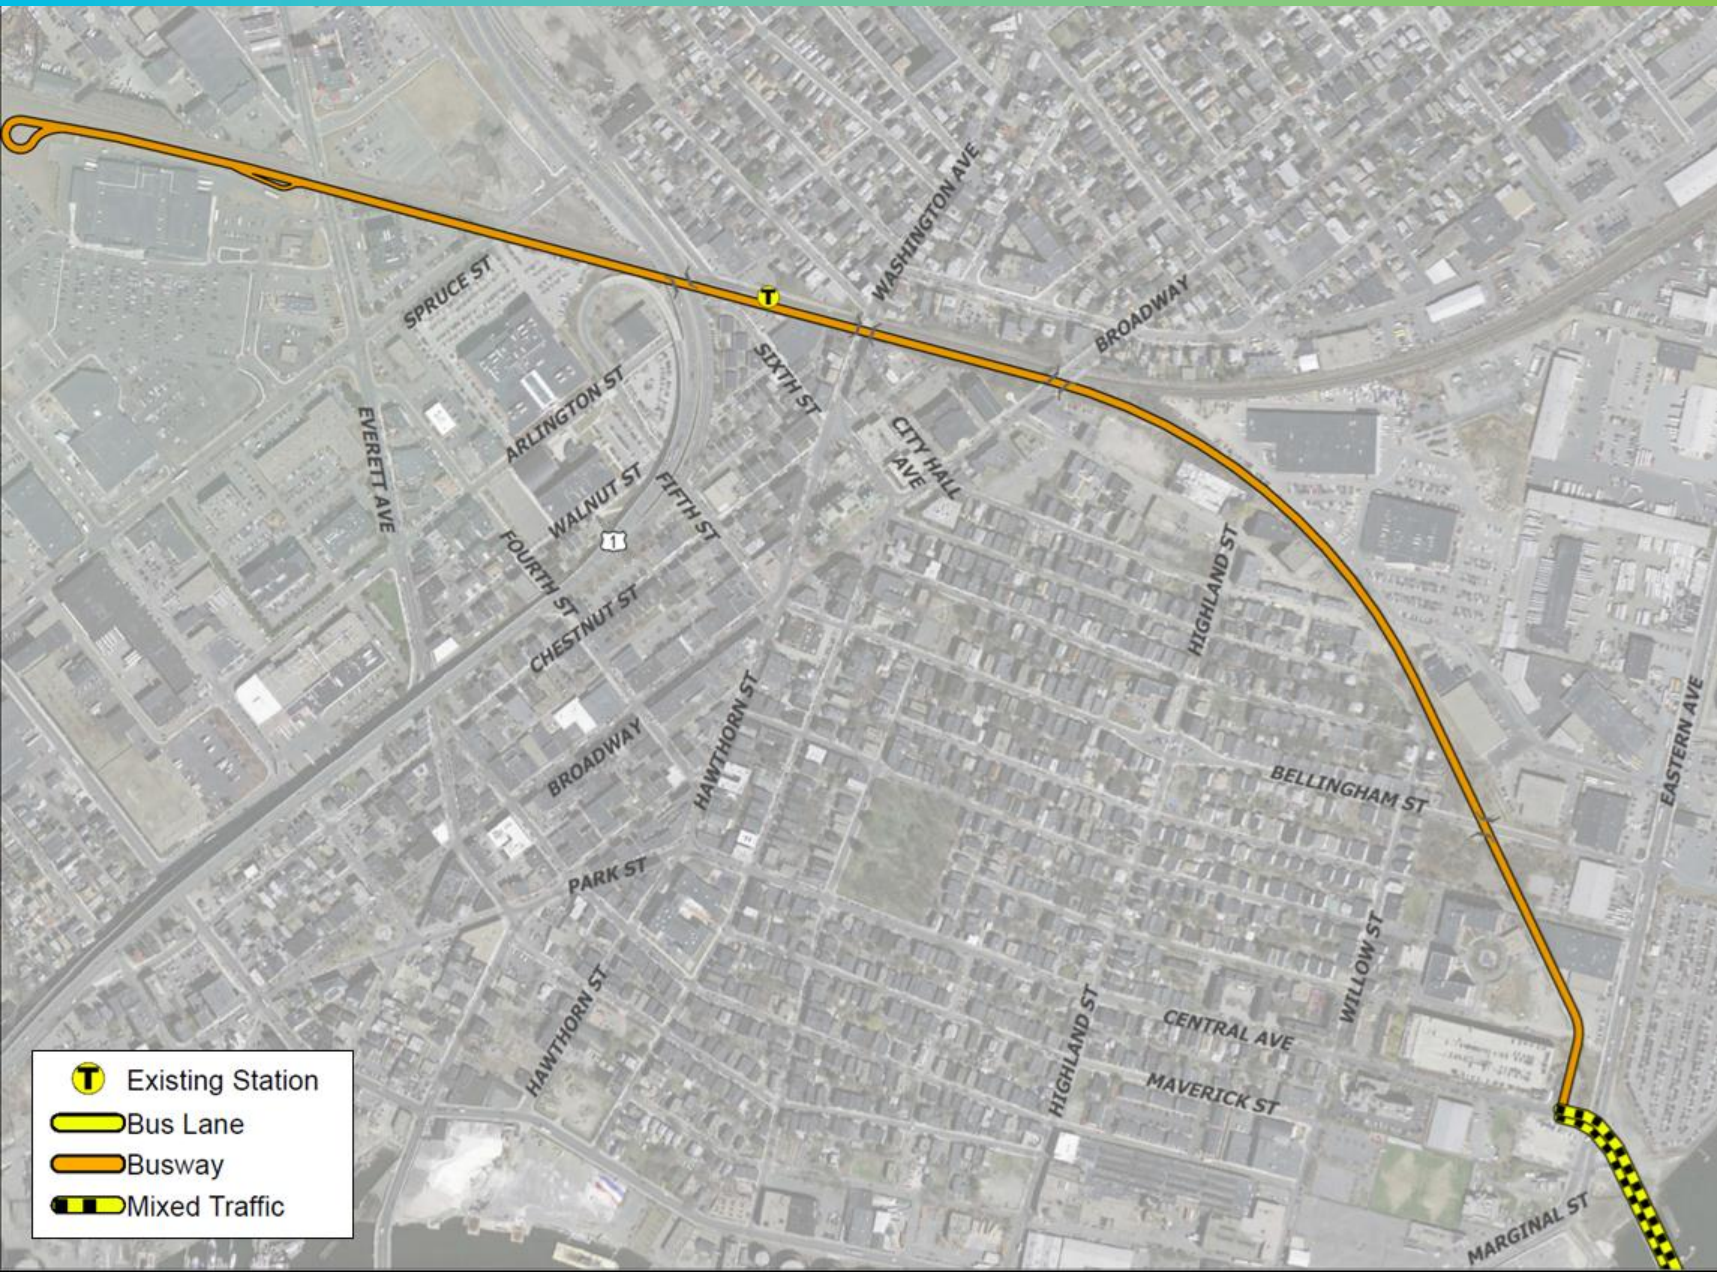 WASHINGTON AVE
SPRUCE ST
T
BROADWAY
SIXTH ST
ARLINGTON ST
EVERETT AVE
CITY HALL
AVE
WALNUT ST
FIFTH ST
1
FOURTH ST
CHESTNUT ST
HIGHLAND ST
HAWTHORN ST
BROADWAY
EASTERN AVE
BELLINGHAM ST
PARK ST
WILLOW ST
HAWTHORN ST
HIGHLAND ST
CENTRAL AVE
MAVERICK ST
MARGINAL ST
T Existing Station
Bus Lane
Busway
Mixed Traffic